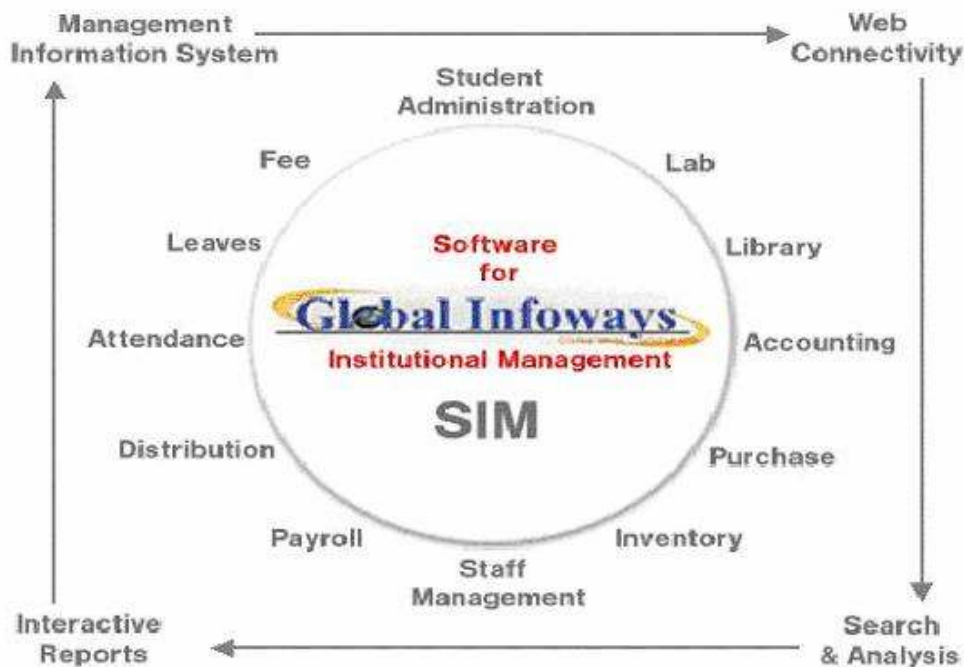 Management
Information System
Web
Connectivity
Student
Administration
Fee
Lab
Leaves
Library
Software
for
Global Infoways
Attendance
Accounting
Institutional Management
SIM
Distribution
Purchase
Payroll
Inventory
Staff
Management
Interactive
Reports
Search
& Analysis